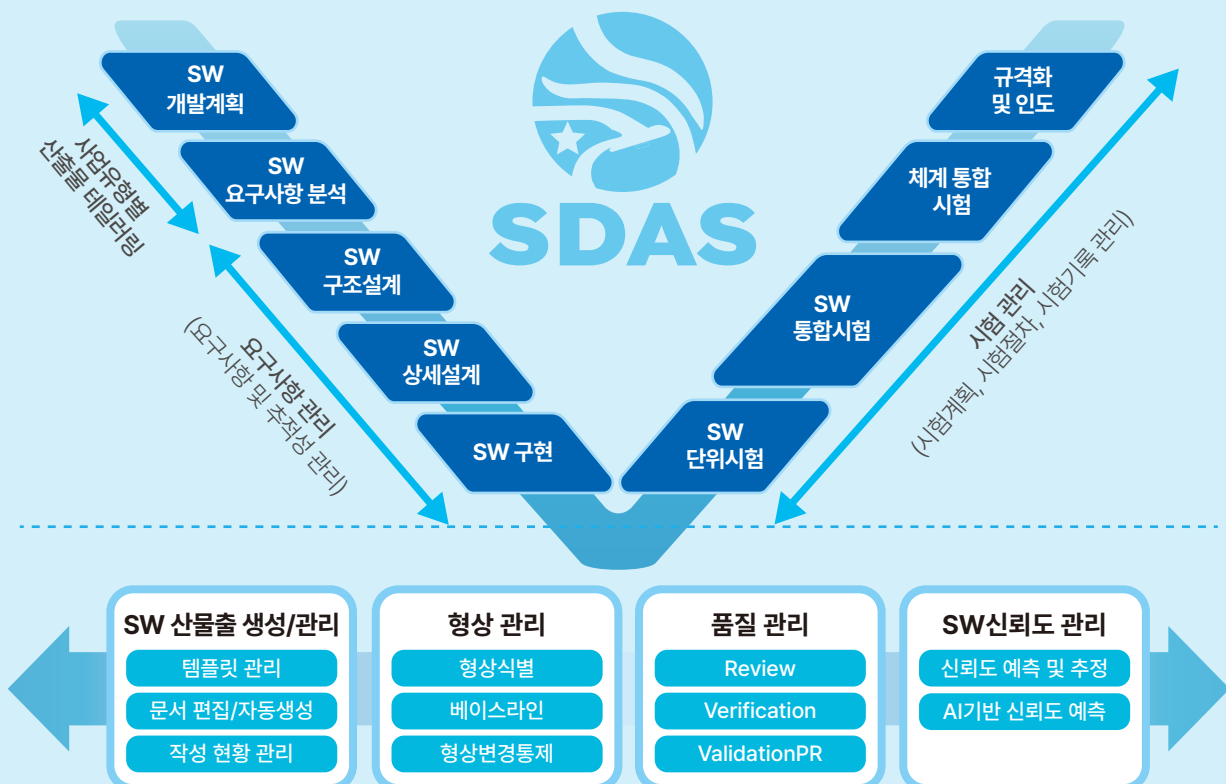 SW
개발계획
SW
요구사항 분석
SW
구조설계
SW
상세설계
SW 구현
사업유형별
산출물 테일러링
요구사항 관리
(요구사항 및 추적성 관리)
SDAS
규격화
및 인도
체계 통합
시험
SW
통합시험
SW
단위시험
시험 관리
(시험계획, 시험절차, 시험기록 관리)
SW 산물출 생성/관리
템플릿 관리
문서 편집/자동생성
작성 현황 관리
형상 관리
형상식별
베이스라인
형상변경통제
품질 관리
Review
Verification
ValidationPR
SW신뢰도 관리
신뢰도 예측 및 추정
AI기반 신뢰도 예측